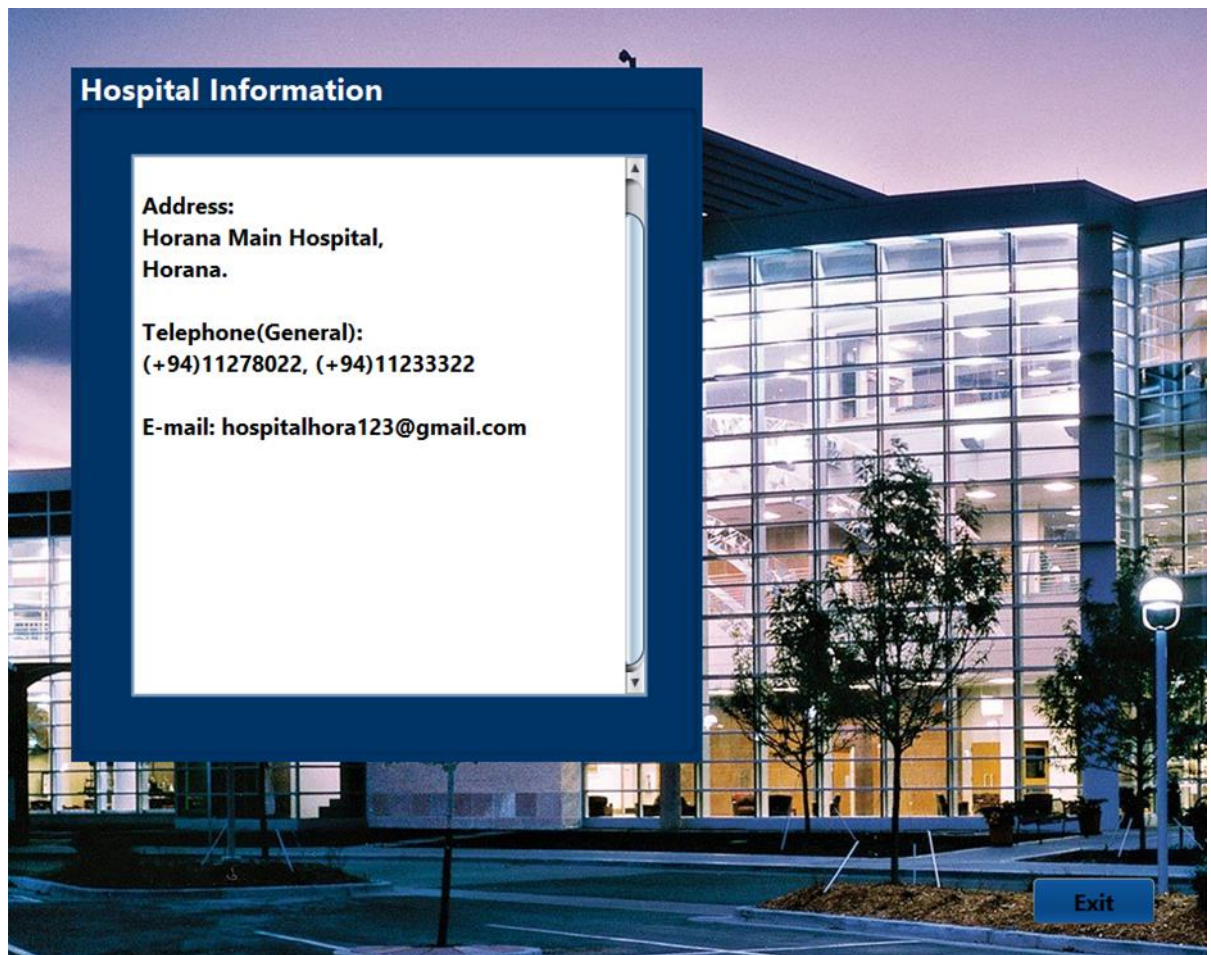 Hospital Information
Address:
Horana Main Hospital,
Horana.
Telephone(General):
(+94)11278022, (+94)11233322
E-mail: hospitalhora123@gmail.com
Exit